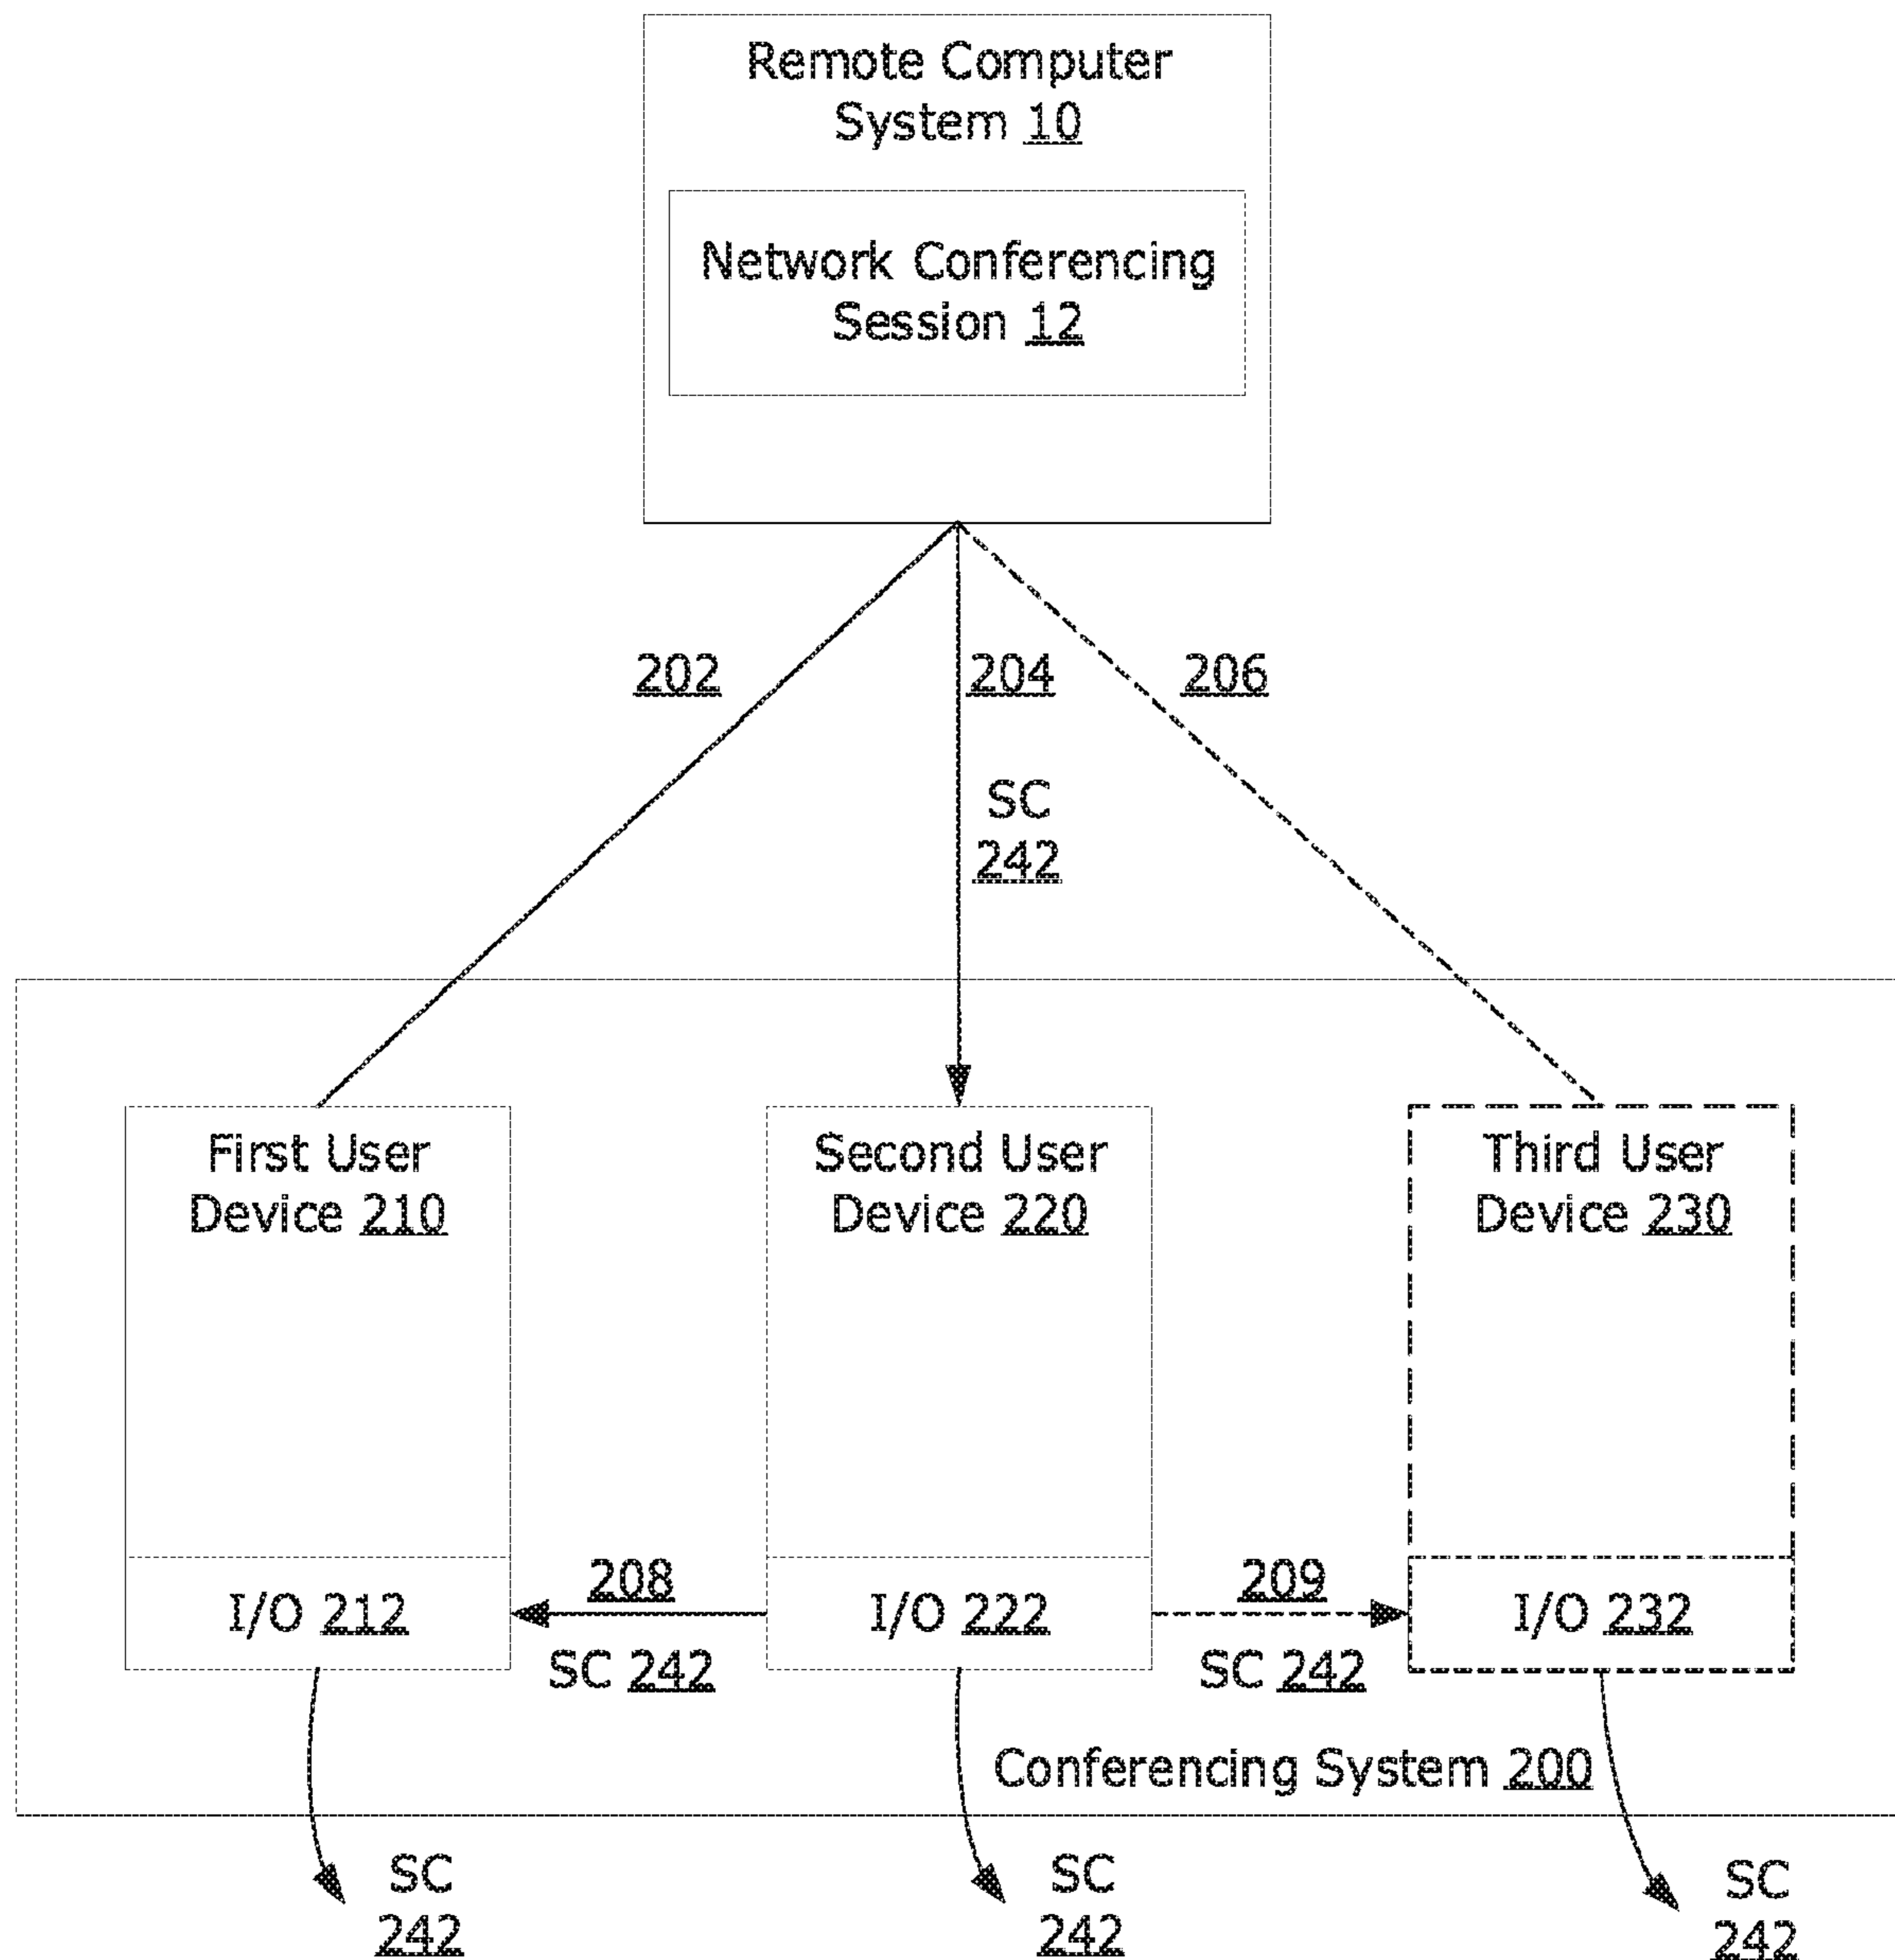 Remote Computer
System 10
Network Conferencing
Session 12
202
204
206
SC
242
First User
Device 210
Second User
Device 220
Third User
Device 230
I/O 212
208
SC 242
I/O 222
209
SC 242
I/O 232
Conferencing System 200
SC
242
SC
242
SC
242